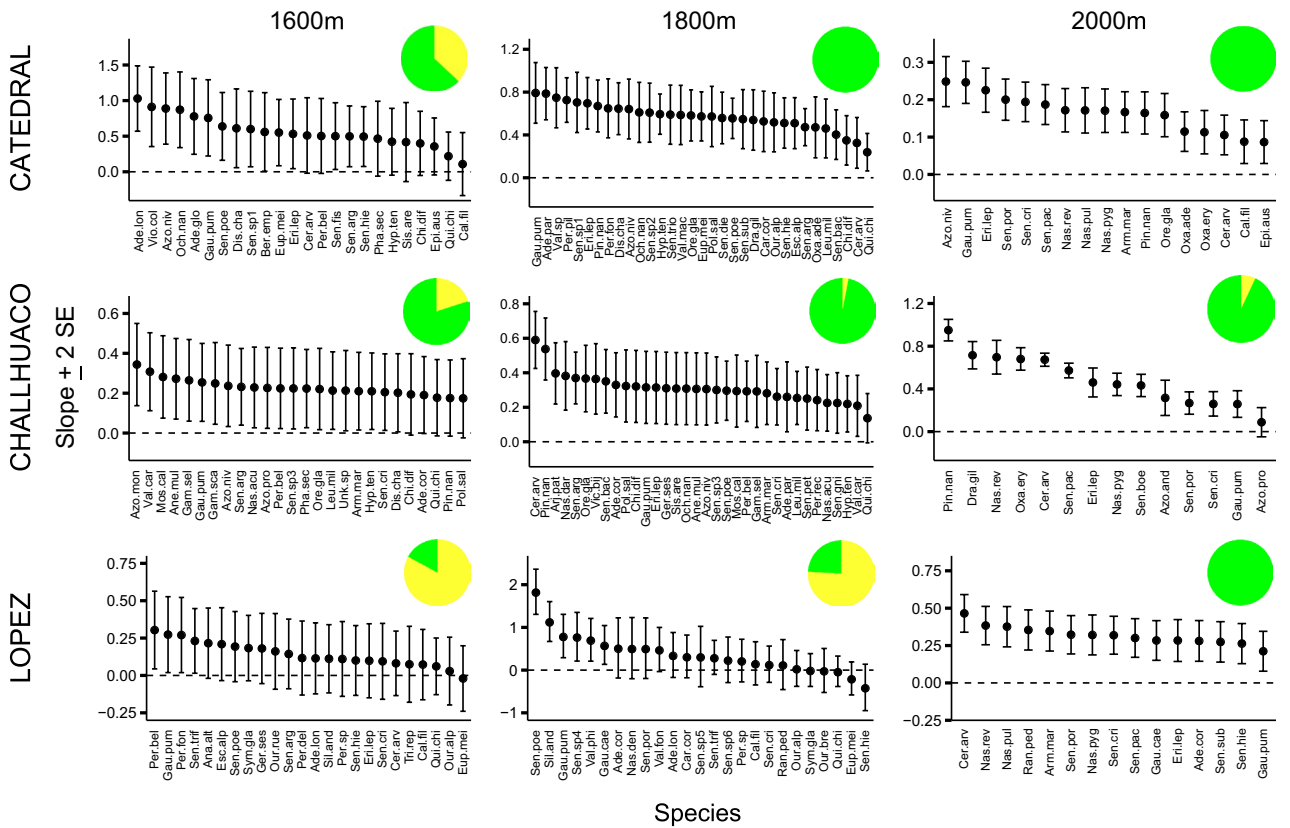 1600m 1800m 2000m
CATEDRAL
1.5 1.0 0.5 0.0
Ade.lon Vio.col Azo.niv Och.nan Ade.glo Gau.pum Sen.poe Dis.cha Sen.sp1 Ber.emp Eup.mei Eri.lep Cer.arv Per.bel Sen.fis Sen.arg Sen.hie Pha.sec Hyp.ten Sis.are Chi.dif Epi.aus Qui.chi Cal.fil
1.2 0.8 0.4 0.0
Gau.pum Ade.par Val.sp Per.pil Sen.sp1 Eri.lep Pin.nan Per.fon Dis.cha Azo.niv Och.nan Sen.sp2 Hyp.ten Sen.trio Val.mac Ore.gla Eup.mei Pol.sal Sen.poe Sen.sub Dra.gil Car.cor Our.alp Sen.hie Esc.alp Sen.arg Oxa.ade Leu.mil Sen.bac Chi.dif Cer.arv Qui.chi
0.3 0.2 0.1 0.0
Azo.niv Gau.pum Eri.lep Sen.por Sen.cri Sen.pac Nas.rev Nas.pul Nas.pyg Arm.mar Pin.nan Ore.gla Oxa.ade Oxa.ery Cer.arv Cal.fil Epi.aus
CHALLHUACO
Slope + 2 SE
0.6 0.4 0.2 0.0
Azo.mon Val.car Mos.cal Ane.mul Gam.sel Gau.pum Gam.sca Azo.niv Sen.arg Nas.acu Azo.pro Per.bel Sen.sp3 Pha.sec Ore.gla Leu.mil Unk.sp Arm.mar Hyp.ten Sen.cri Dis.cha Chi.dif Ade.cor Qui.chi Pin.nan Pol.sal
0.8 0.6 0.4 0.2 0.0
Cer.arv Pin.nan Arj.pat Nas.dar Sen.arg Ore.gla Vic.bij Sen.bac Ade.cor Pol.sal Chi.dif Gau.pum Eri.lep Ger.ses Sis.are Och.nan Ane.mul Azo.niv Sen.sp3 Sen.poe Mos.cal Per.bel Gam.sel Arm.mar Sen.cri Ade.par Leu.mil Sen.pet Per.rec Nas.acu Sen.gni Hyp.ten Val.car Qui.chi
1.2 0.8 0.4 0.0
Pin.nan Dra.gil Nas.rev Oxa.ery Cer.arv Sen.pac Eri.lep Nas.pyg Sen.boe Azo.and Sen.por Sen.cri Gau.pum Azo.pro
LOPEZ
0.75 0.50 0.25 0.00 −0.25
Per.bel Gau.pum Per.fon Sen.trif Ana.alt Esc.alp Sen.poe Sym.gla Ger.ses Our.rue Sen.arg Per.del Ade.lon Sil.and Per.sp Sen.hie Eri.lep Sen.cri Cer.arv Tri.rep Cal.fil Qui.chi Our.alp Eup.mei
2 1 0 −1
Sen.poe Sil.and Gau.pum Sen.sp4 Val.phi Gau.cae Ade.cor Nas.den Sen.por Val.fon Ade.lon Car.cor Sen.sp5 Sen.trif Sen.sp6 Per.sp Cal.fil Sen.cri Ran.ped Our.alp Sym.gla Our.bre Qui.chi Eup.mei Sen.hie
0.75 0.50 0.25 0.00 −0.25
Cer.arv Nas.rev Nas.pul Ran.ped Arm.mar Sen.por Nas.pyg Sen.cri Sen.pac Gau.cae Eri.lep Ade.cor Sen.sub Sen.hie Gau.pum
Species